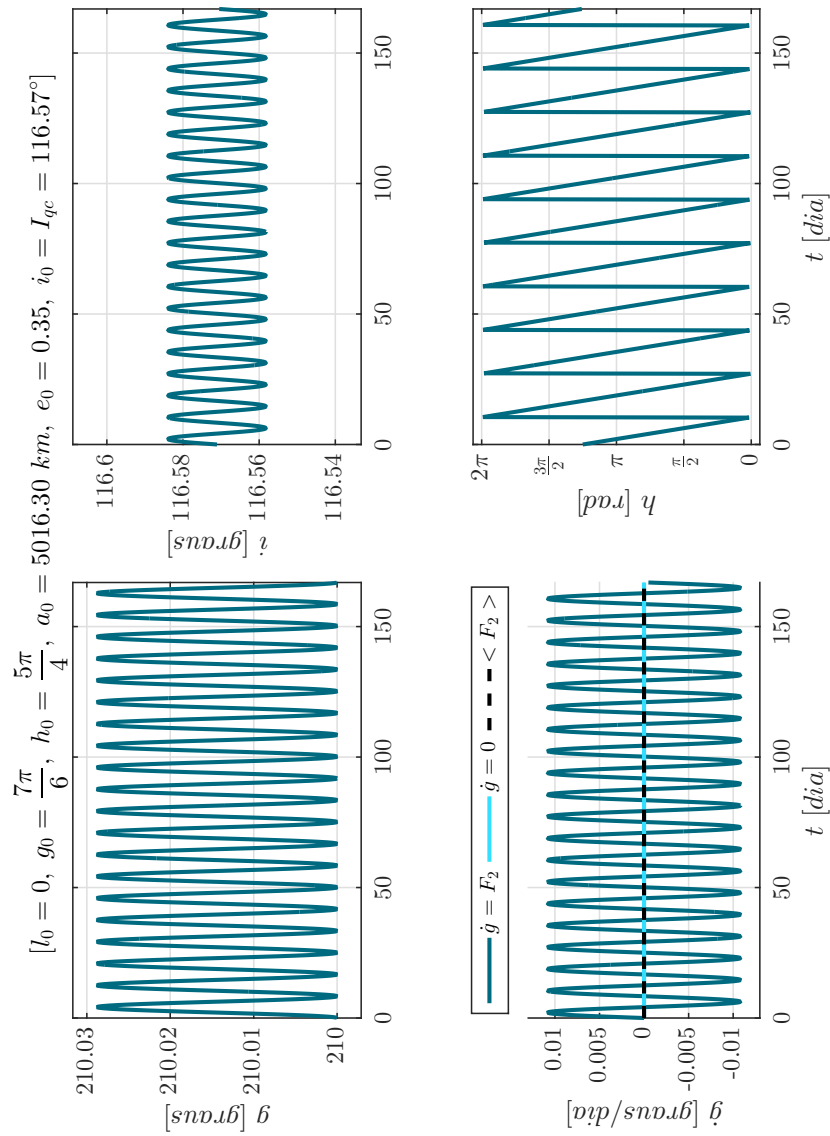 [l₀ = 0, g₀ = 7π/6, h₀ = 5π/4, a₀ = 5016.30 km, e₀ = 0.35, i₀ = I_qc = 116.57°]
g [graus]
210.03
210.02
210.01
210
0 50 100 150
i [graus]
116.6
116.58
116.56
116.54
0 50 100 150
ġ = F₂ ġ = 0 < F₂ >
ġ [graus/dia]
0.01
0.005
0
-0.005
-0.01
0 50 100 150
t [dia]
h [rad]
2π
3π/2
π
π/2
0
0 50 100 150
t [dia]